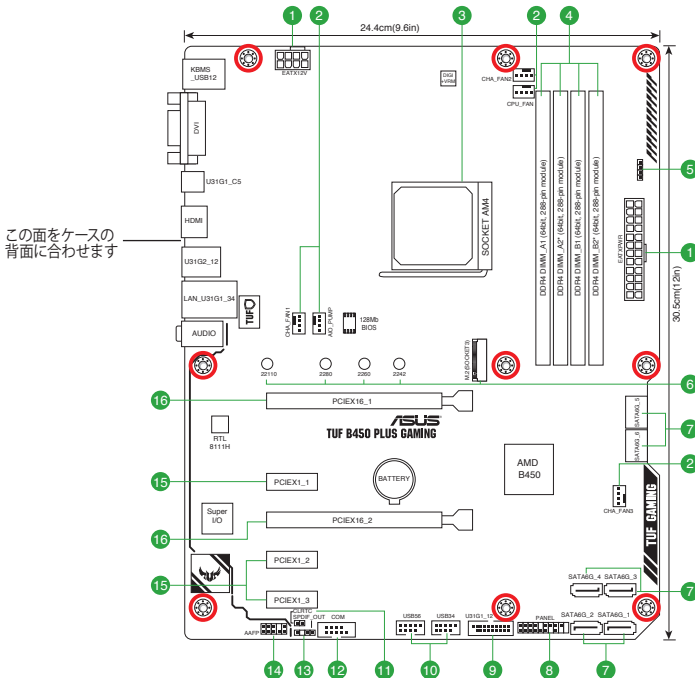 24.4cm(9.6in)
1
2
3
2
4
KBMS
_USB12
EATX12V
DIGI
+VRM
CHA_FAN2
CPU_FAN
DVI
5
U31G1_C5
DDR4 DIMM_A1 (64bit, 288-pin module)
DDR4 DIMM_A2* (64bit, 288-pin module)
DDR4 DIMM_B1 (64bit, 288-pin module)
DDR4 DIMM_B2* (64bit, 288-pin module)
SOCKET AM4
HDMI
この面をケースの
背面に合わせます
EATXPWR
1
U31G2_12
30.5cm(12in)
LAN_U31G1_34
TUF
CHA_FAN1
AIO_PUMP
128Mb
BIOS
AUDIO
M.2(SOCKET3)
22110
2280
2260
2242
6
16
PCIEX16_1
ASUS
TUF B450 PLUS GAMING
SATA6G_5
SATA6G_6
7
RTL
8111H
AMD
B450
2
15
PCIEX1_1
BATTERY
CHA_FAN3
Super
I/O
16
PCIEX16_2
TUF GAMING
15
PCIEX1_2
SATA6G_4
SATA6G_3
7
PCIEX1_3
CLRTC
SPDIF_OUT
COM
USB56
USB34
U31G1_12
PANEL
SATA6G_2
SATA6G_1
AAFP
14
13
12
11
10
9
8
7